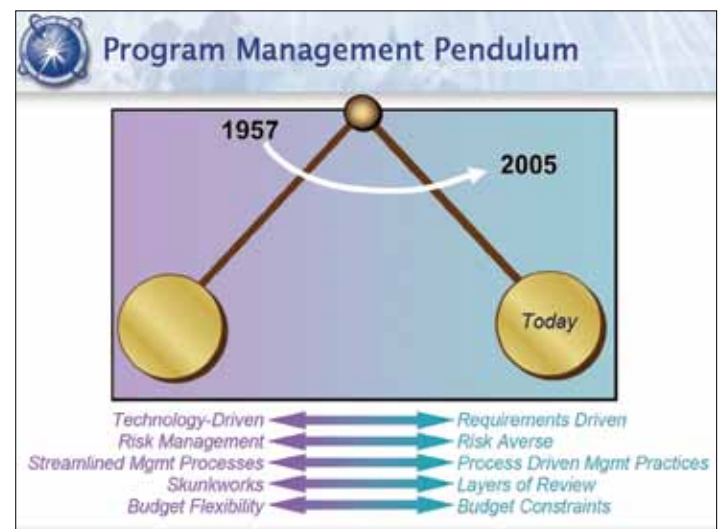 Program Management Pendulum
1957
2005
Today
Technology-Driven Requirements Driven
Risk Management Risk Averse
Streamlined Mgmt Processes Process Driven Mgmt Practices
Skunkworks Layers of Review
Budget Flexibility Budget Constraints